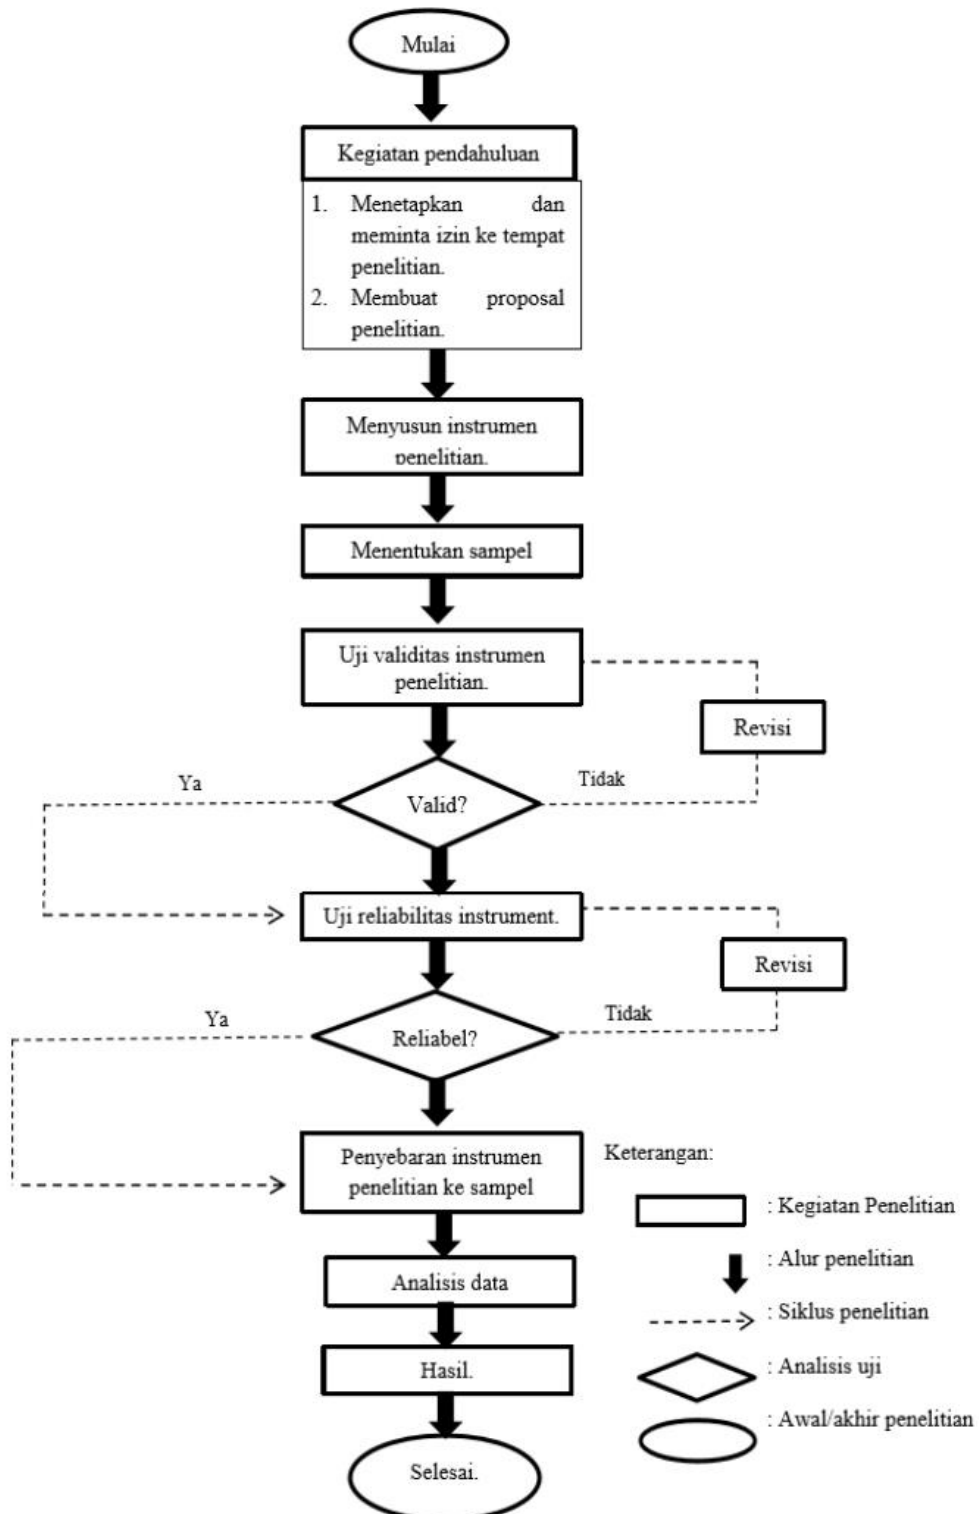 Mulai
Kegiatan pendahuluan
1. Menetapkan dan
meminta izin ke tempat
penelitian.
2. Membuat proposal
penelitian.
Menyusun instrumen
penelitian.
Menentukan sampel
Uji validitas instrumen
penelitian.
Revisi
Ya
Tidak
Valid?
Uji reliabilitas instrument.
Revisi
Ya
Tidak
Reliabel?
Penyebaran instrumen
penelitian ke sampel
Analisis data
Hasil.
Selesai.
Keterangan:
: Kegiatan Penelitian
: Alur penelitian
: Siklus penelitian
: Analisis uji
: Awal/akhir penelitian